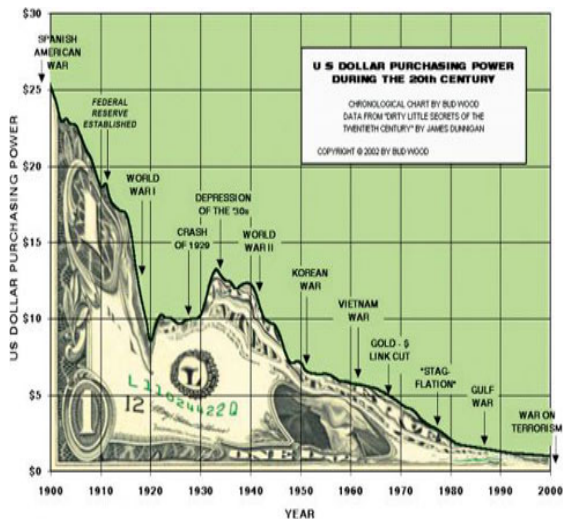 U S DOLLAR PURCHASING POWER
DURING THE 20th CENTURY
CHRONOLOGICAL CHART BY BUD WOOD
DATA FROM "DIRTY LITTLE SECRETS OF THE
TWENTIETH CENTURY" BY JAMES DUNNIGAN
COPYRIGHT © 2002 BY BUD WOOD
US DOLLAR PURCHASING POWER
$30
$25
$20
$15
$10
$5
$0
SPANISH
AMERICAN
WAR
FEDERAL
RESERVE
ESTABLISHED
WORLD
WAR I
CRASH
OF 1929
DEPRESSION
OF THE '30s
WORLD
WAR II
KOREAN
WAR
VIETNAM
WAR
GOLD - $
LINK CUT
"STAG-
FLATION"
GULF
WAR
WAR ON
TERRORISM
1
L
L11024422Q
12
1
1900 1910 1920 1930 1940 1950 1960 1970 1980 1990 2000
YEAR